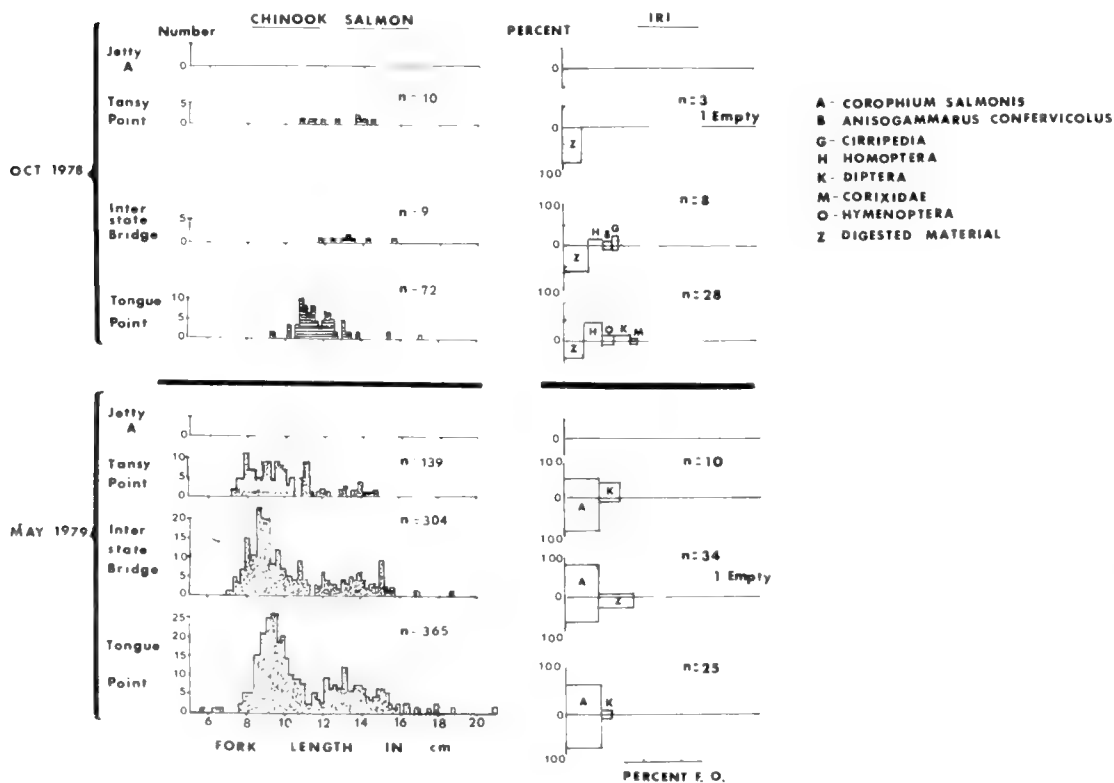 CHINOOK SALMON
IRI
Number
PERCENT
OCT 1978
Jetty A
0
0
Tansy Point
5
0
n-10
0
100
Z
n=3
1 Empty
Inter state Bridge
5
0
n-9
100
0
Z H B G
n=8
Tongue Point
10
5
0
n-72
100
0
100
Z H O K M
n=28
A - COROPHIUM SALMONIS
B ANISOGAMMARUS CONFERVICOLUS
G - CIRRIPEDIA
H HOMOPTERA
K - DIPTERA
M - CORIXIDAE
O - HYMENOPTERA
Z DIGESTED MATERIAL
MAY 1979
Jetty A
0
0
Tansy Point
10
5
0
n-139
100
0
100
A K
n=10
Inter state Bridge
20
15
10
5
0
n-304
100
0
100
A Z
n=34
1 Empty
Tongue Point
25
20
15
10
5
0
n-365
100
0
100
A K
n=25
6 8 10 12 14 16 18 20
FORK LENGTH IN cm
PERCENT F. O.